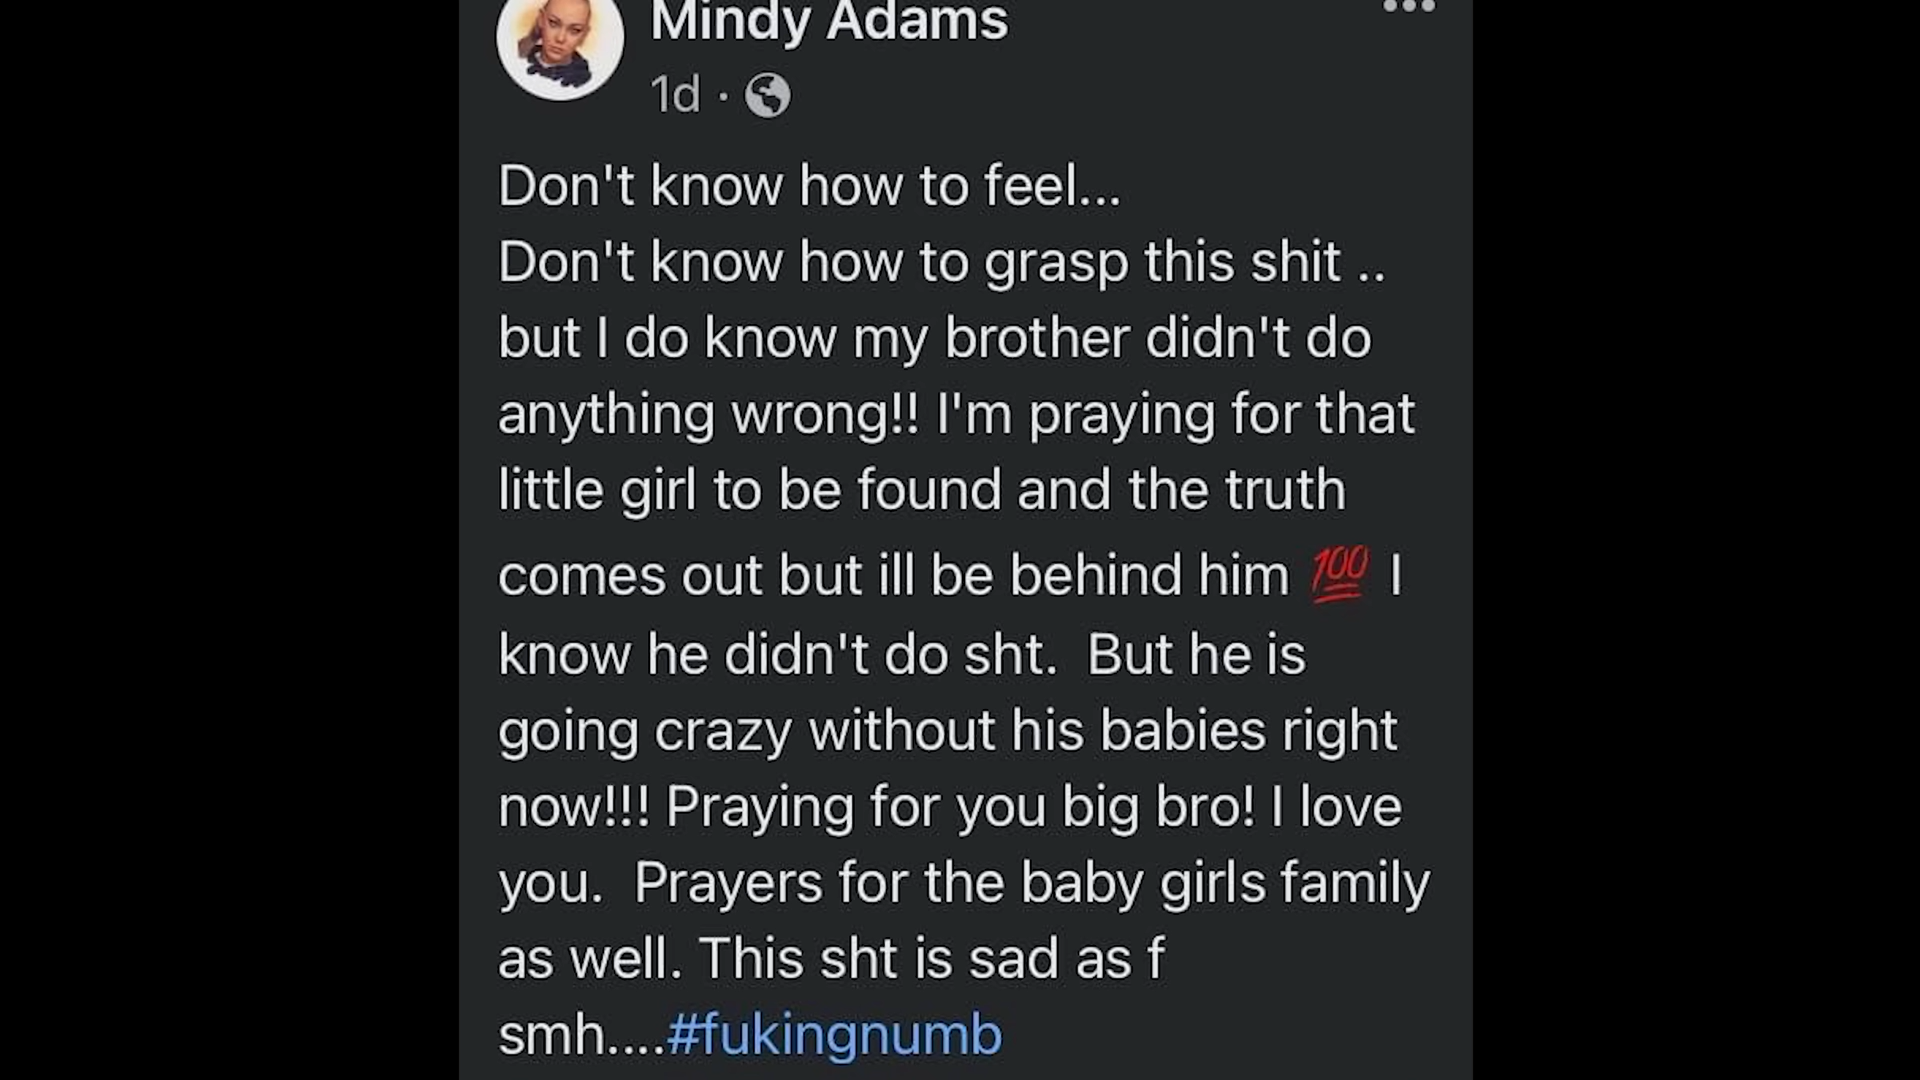 Mindy Adams
1d ·
Don't know how to feel...
Don't know how to grasp this shit ..
but I do know my brother didn't do
anything wrong!! I'm praying for that
little girl to be found and the truth
comes out but ill be behind him 💯 I
know he didn't do sht.  But he is
going crazy without his babies right
now!!! Praying for you big bro! I love
you.  Prayers for the baby girls family
as well. This sht is sad as f
smh....#fukingnumb